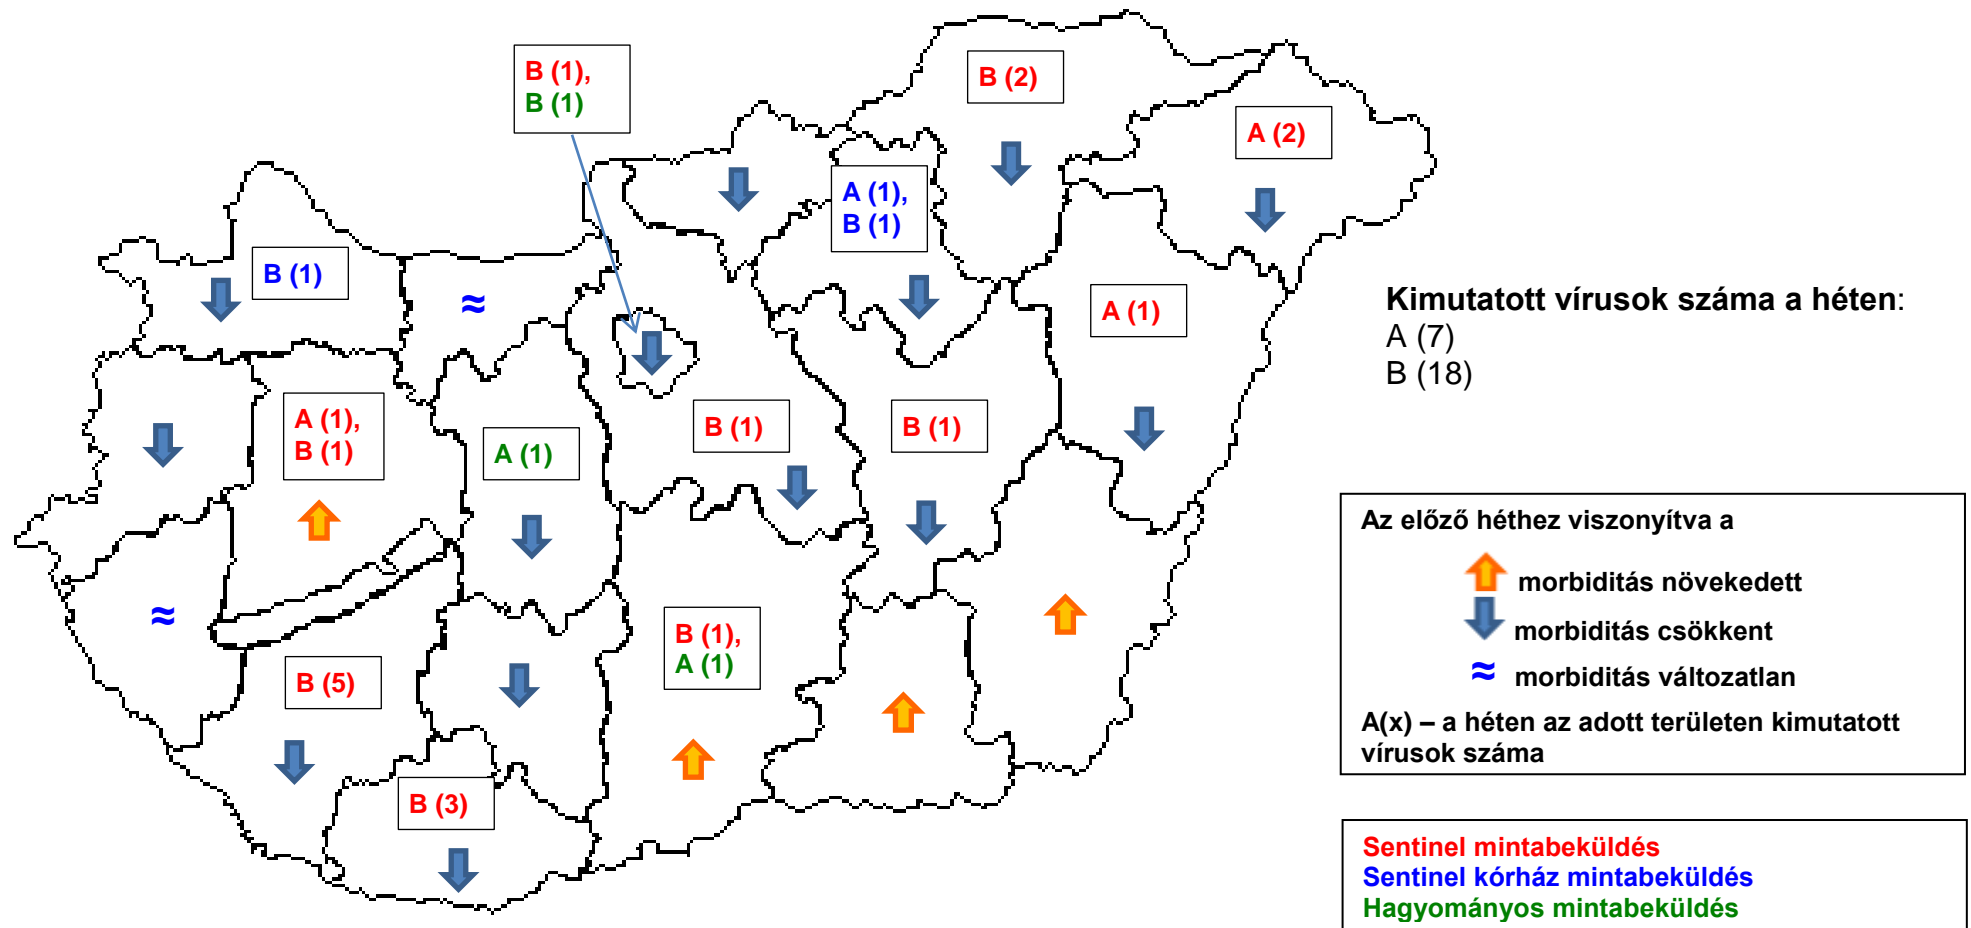 B (1),
B (1)
B (2)
A (2)
A (1),
B (1)
B (1)
≈
A (1)
Kimutatott vírusok száma a héten:
A (7)
B (18)
A (1),
B (1)
A (1)
B (1)
B (1)
Az előző héthez viszonyítva a
morbiditás növekedett
morbiditás csökkent
≈ morbiditás változatlan
A(x) – a héten az adott területen kimutatott
vírusok száma
≈
B (1),
A (1)
B (5)
B (3)
Sentinel mintabeküldés
Sentinel kórház mintabeküldés
Hagyományos mintabeküldés